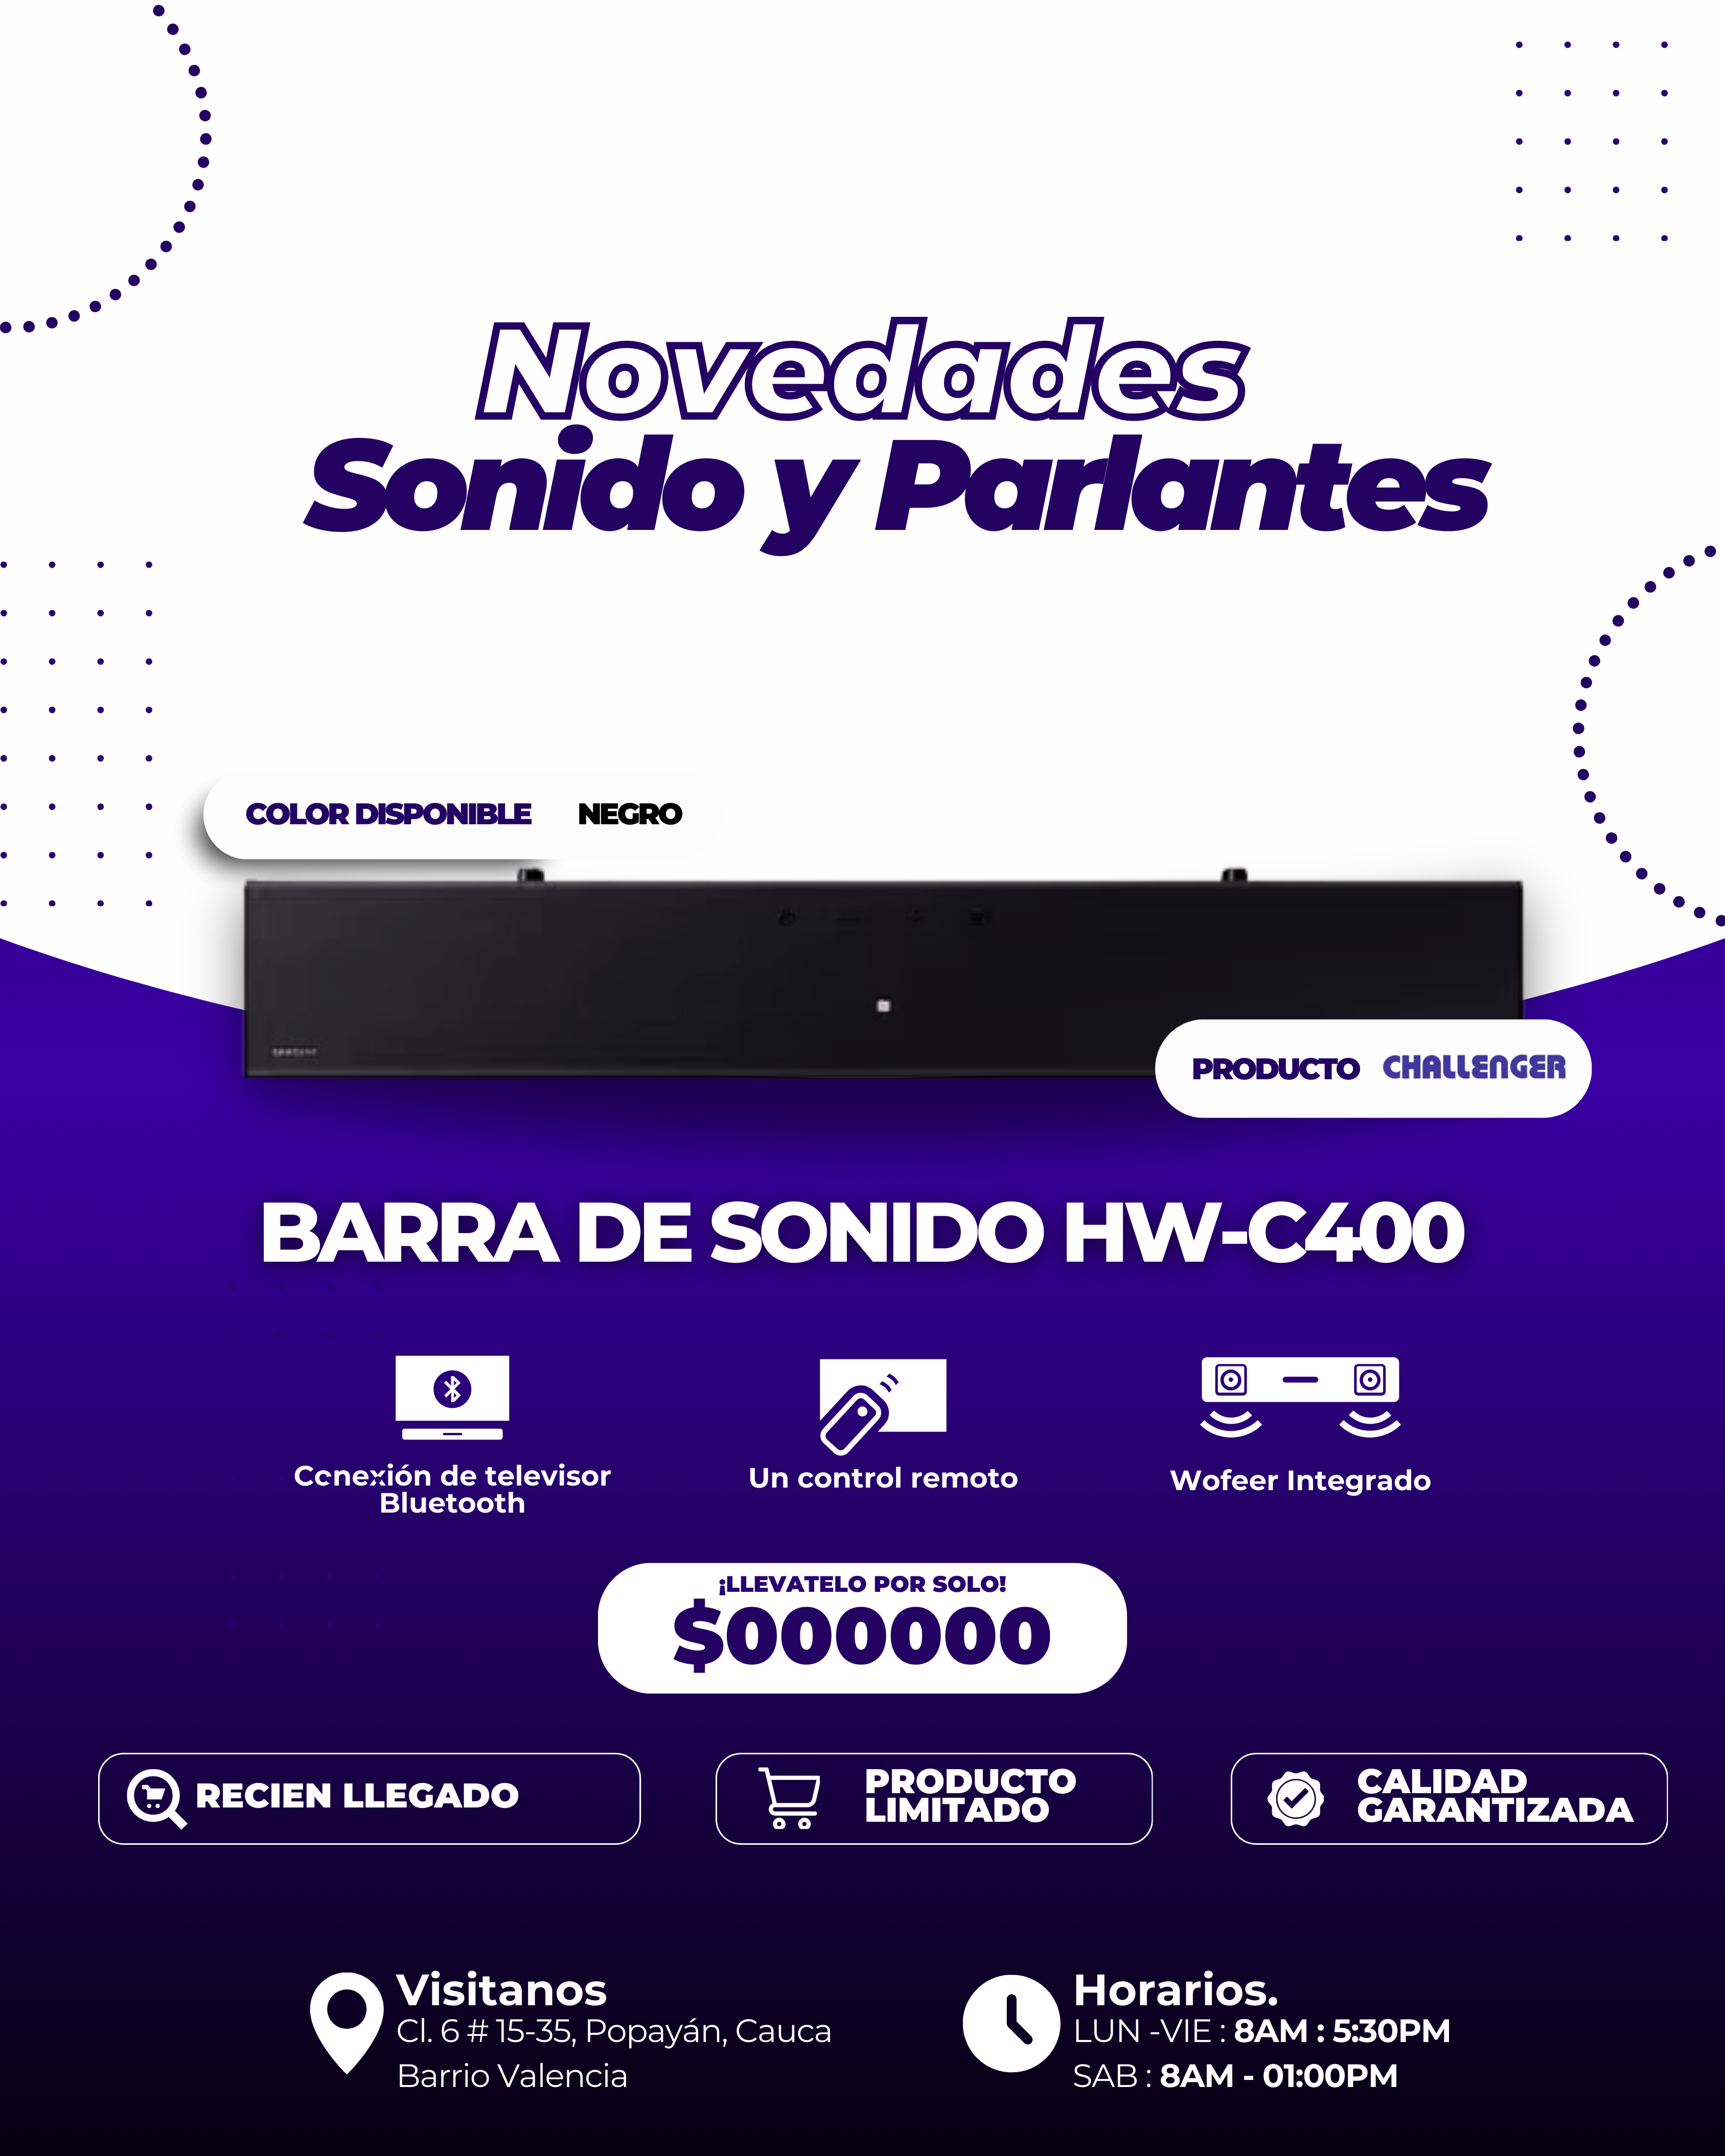 Novedades
Sonido y Parlantes
COLOR DISPONIBLE NEGRO
PRODUCTO CHALLENGER
BARRA DE SONIDO HW-C400
Conexión de televisor
Bluetooth
Un control remoto
Wofeer Integrado
¡LLEVATELO POR SOLO!
$000000
RECIEN LLEGADO
PRODUCTO
LIMITADO
CALIDAD
GARANTIZADA
Visitanos
Cl. 6 # 15-35, Popayán, Cauca
Barrio Valencia
Horarios.
LUN -VIE : 8AM : 5:30PM
SAB : 8AM - 01:00PM